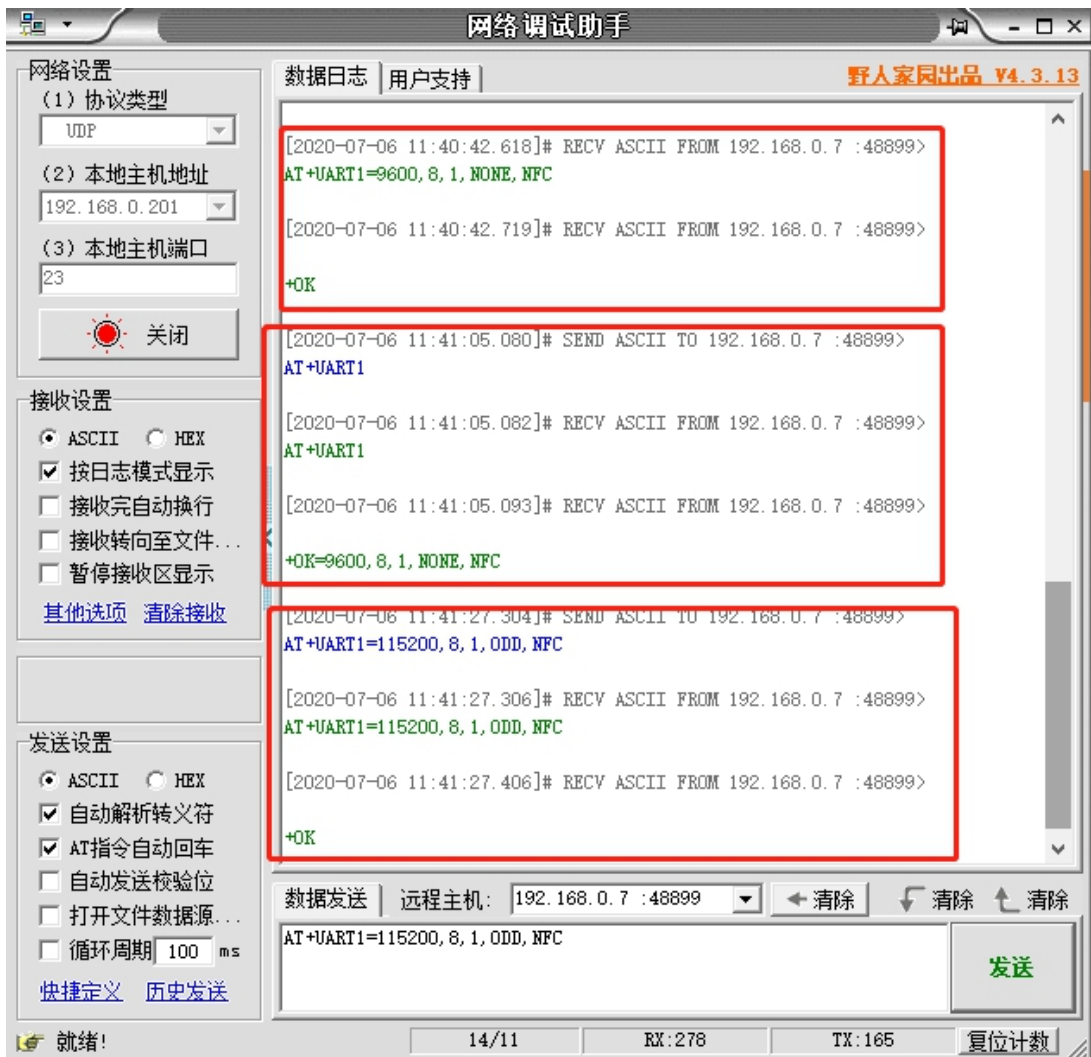 网络调试助手
网络设置
(1) 协议类型
UDP
(2) 本地主机地址
192.168.0.201
(3) 本地主机端口
23
关闭
接收设置
ASCII HEX
按日志模式显示
接收完自动换行
接收转向至文件...
暂停接收区显示
其他选项 清除接收
发送设置
ASCII HEX
自动解析转义符
AT指令自动回车
自动发送校验位
打开文件数据源...
循环周期 100 ms
快捷定义 历史发送
数据日志 用户支持 野人家园出品 V4.3.13
[2020-07-06 11:40:42.618]# RECV ASCII FROM 192.168.0.7 :48899>
AT+UART1=9600,8,1,NONE,NFC
[2020-07-06 11:40:42.719]# RECV ASCII FROM 192.168.0.7 :48899>
+OK
[2020-07-06 11:41:05.080]# SEND ASCII TO 192.168.0.7 :48899>
AT+UART1
[2020-07-06 11:41:05.082]# RECV ASCII FROM 192.168.0.7 :48899>
AT+UART1
[2020-07-06 11:41:05.093]# RECV ASCII FROM 192.168.0.7 :48899>
+OK=9600,8,1,NONE,NFC
[2020-07-06 11:41:27.304]# SEND ASCII TO 192.168.0.7 :48899>
AT+UART1=115200,8,1,ODD,NFC
[2020-07-06 11:41:27.306]# RECV ASCII FROM 192.168.0.7 :48899>
AT+UART1=115200,8,1,ODD,NFC
[2020-07-06 11:41:27.406]# RECV ASCII FROM 192.168.0.7 :48899>
+OK
数据发送 远程主机: 192.168.0.7 :48899 清除 清除 清除
AT+UART1=115200,8,1,ODD,NFC
发送
就绪! 14/11 RX:278 TX:165 复位计数